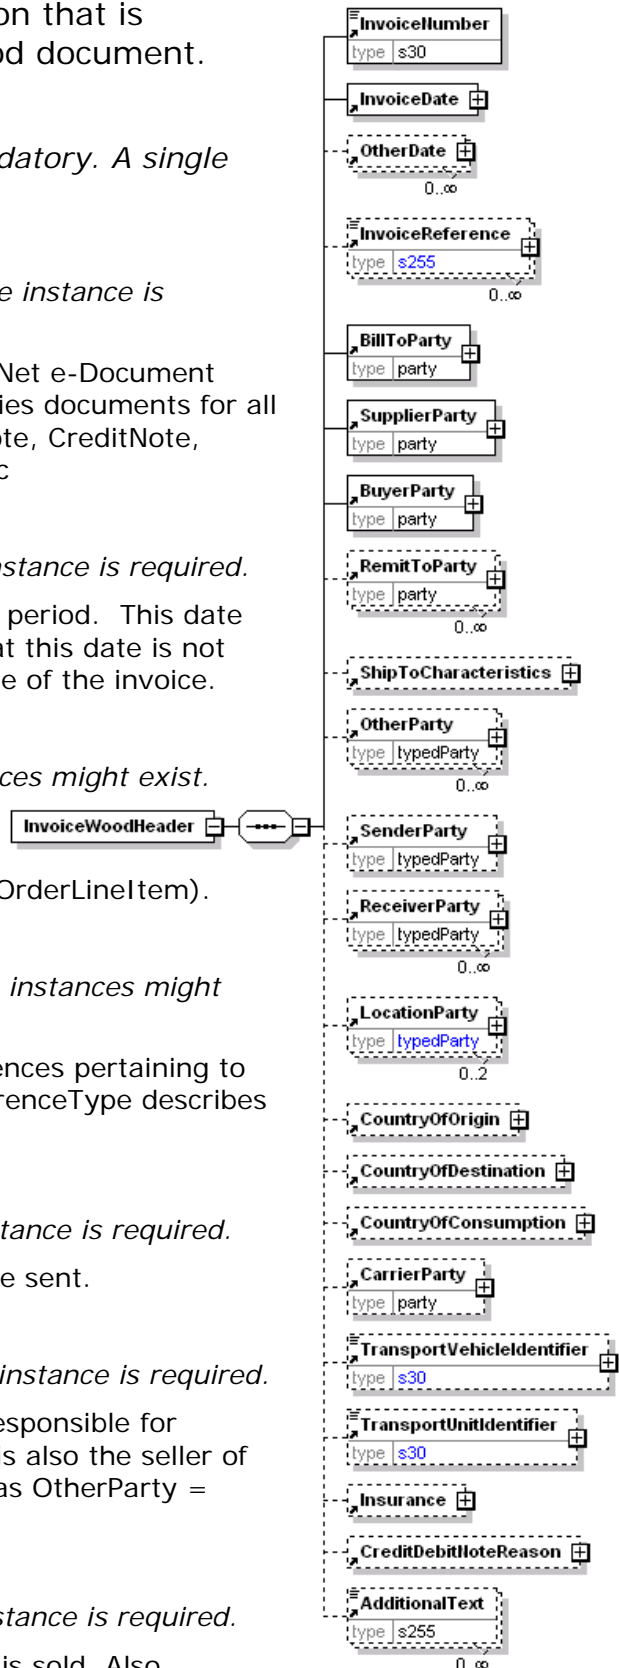 on that is
od document.
datory. A single
e instance is
Net e-Document
ies documents for all
ote, CreditNote,
c
nstance is required.
period. This date
at this date is not
e of the invoice.
ces might exist.
OrderLineItem).
instances might
ences pertaining to
renceType describes
stance is required.
e sent.
instance is required.
esponsible for
is also the seller of
as OtherParty =
stance is required.
is sold. Also
InvoiceWoodHeader
InvoiceNumber
type s30
InvoiceDate
OtherDate
0..∞
InvoiceReference
type s255
0..∞
BillToParty
type party
SupplierParty
type party
BuyerParty
type party
RemitToParty
type party
0..∞
ShipToCharacteristics
OtherParty
type typedParty
0..∞
SenderParty
type typedParty
ReceiverParty
type typedParty
0..∞
LocationParty
type typedParty
0..2
CountryOfOrigin
CountryOfDestination
CountryOfConsumption
CarrierParty
type party
TransportVehicleIdentifier
type s30
TransportUnitIdentifier
type s30
Insurance
CreditDebitNoteReason
AdditionalText
type s255
0..∞